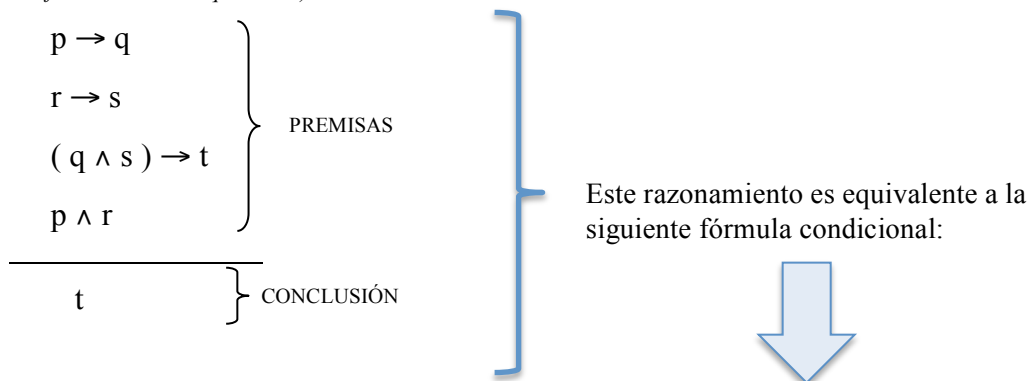 p → q
r → s
PREMISAS
( q ∧ s ) → t
p ∧ r
Este razonamiento es equivalente a la
siguiente fórmula condicional:
t
CONCLUSIÓN